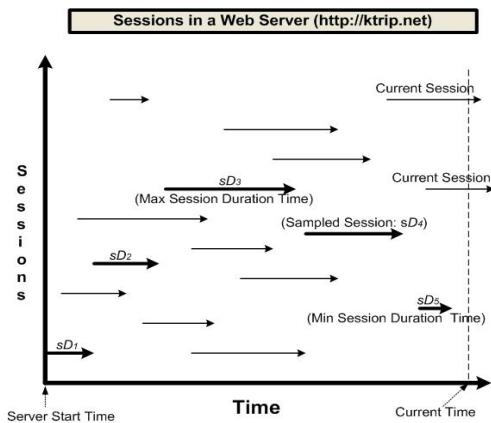 Sessions in a Web Server (http://ktrip.net)
Current Session
sD3
(Max Session Duration Time)
Current Session
(Sampled Session: sD4)
sD2
sD5
(Min Session Duration Time)
sD1
Sessions
Server Start Time
Time
Current Time